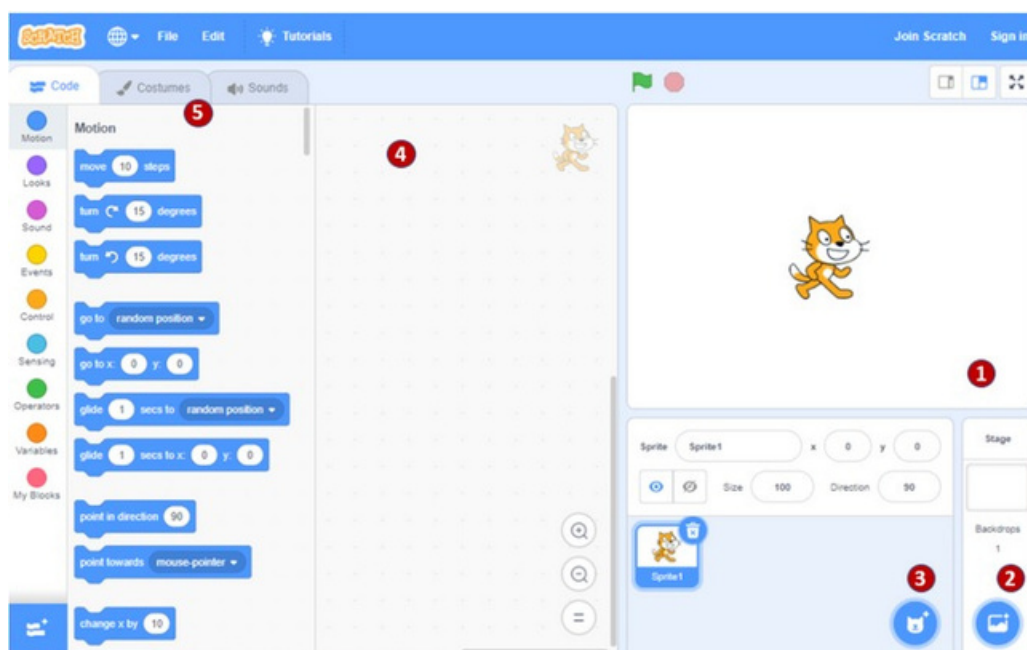 SCRATCH File Edit Tutorials Join Scratch Sign in
Code Costumes Sounds
5
Motion
Looks
Sound
Events
Control
Sensing
Operators
Variables
My Blocks
Motion
move 10 steps
turn 15 degrees
turn 15 degrees
go to random position
go to x: 0 y: 0
glide 1 secs to random position
glide 1 secs to x: 0 y: 0
point in direction 90
point towards mouse-pointer
change x by 10
4
1
Sprite Sprite1 x 0 y 0
Size 100 Direction 90
Sprite1
3
Stage
Backdrops
1
2